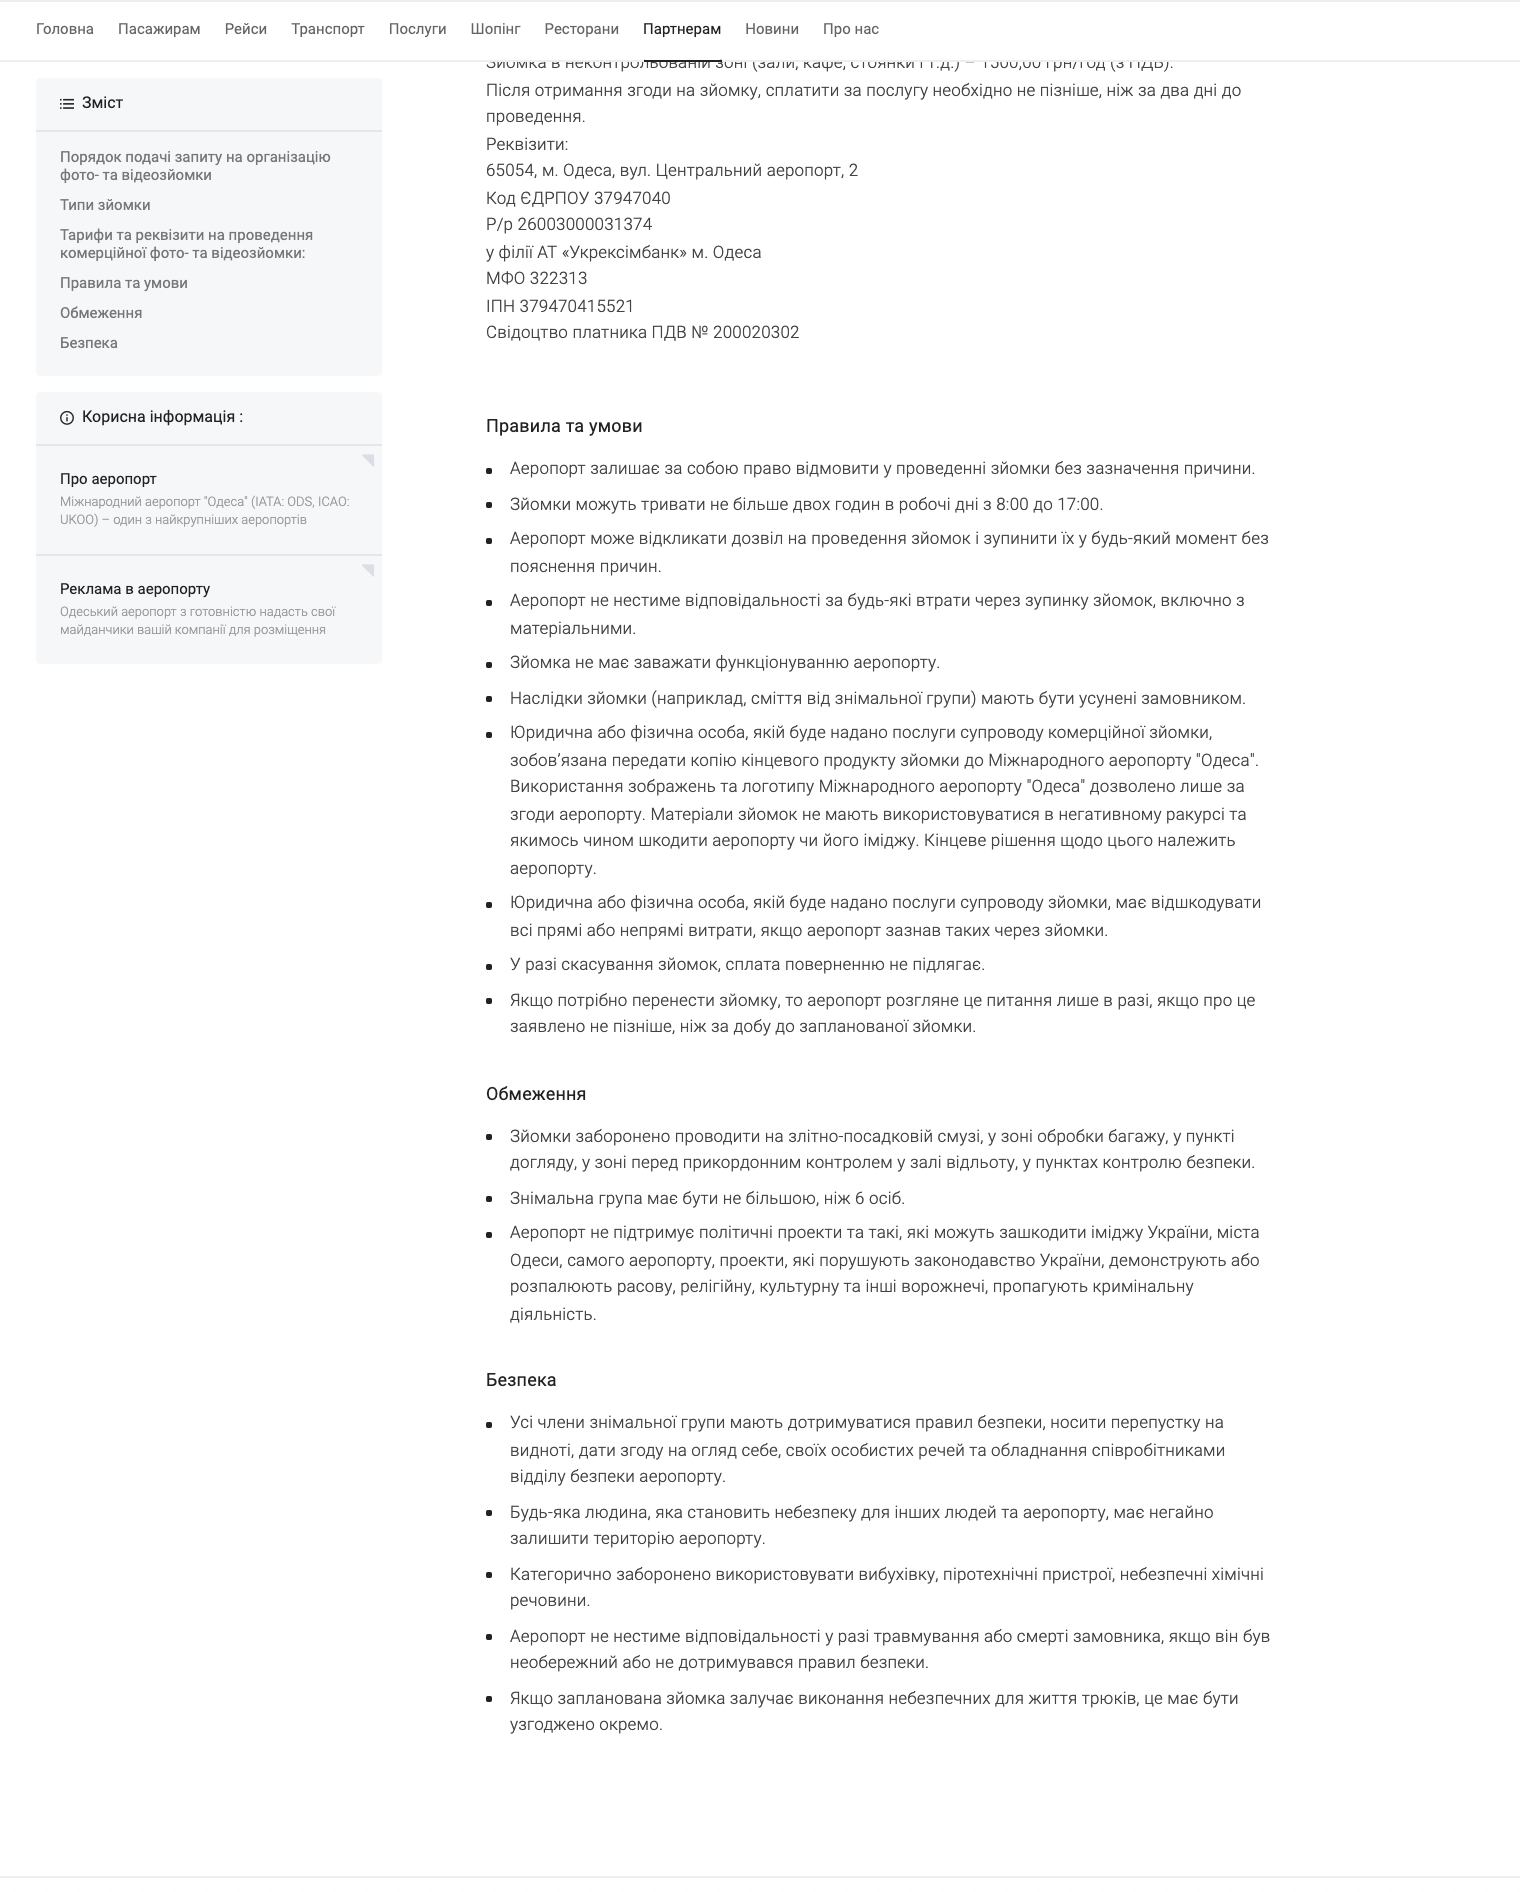 Головна Пасажирам Рейси Транспорт Послуги Шопінг Ресторани Партнерам Новини Про нас
Зміст
Порядок подачі запиту на організацію
фото- та відеозйомки
Типи зйомки
Тарифи та реквізити на проведення
комерційної фото- та відеозйомки:
Правила та умови
Обмеження
Безпека
Корисна інформація :
Про аеропорт
Міжнародний аеропорт "Одеса" (IATA: ODS, ICAO:
UKOO) – один з найкрупніших аеропортів
Реклама в аеропорту
Одеський аеропорт з готовністю надасть свої
майданчики вашій компанії для розміщення
Зйомка в неконтрольованій зоні (зали, кафе, стоянки і т.д.) – 1500,00 грн/год (з ПДВ).
Після отримання згоди на зйомку, сплатити за послугу необхідно не пізніше, ніж за два дні до
проведення.
Реквізити:
65054, м. Одеса, вул. Центральний аеропорт, 2
Код ЄДРПОУ 37947040
Р/р 26003000031374
у філії АТ «Укрексімбанк» м. Одеса
МФО 322313
ІПН 379470415521
Свідоцтво платника ПДВ № 200020302
Правила та умови
Аеропорт залишає за собою право відмовити у проведенні зйомки без зазначення причини.
Зйомки можуть тривати не більше двох годин в робочі дні з 8:00 до 17:00.
Аеропорт може відкликати дозвіл на проведення зйомок і зупинити їх у будь-який момент без
пояснення причин.
Аеропорт не нестиме відповідальності за будь-які втрати через зупинку зйомок, включно з
матеріальними.
Зйомка не має заважати функціонуванню аеропорту.
Наслідки зйомки (наприклад, сміття від знімальної групи) мають бути усунені замовником.
Юридична або фізична особа, якій буде надано послуги супроводу комерційної зйомки,
зобов’язана передати копію кінцевого продукту зйомки до Міжнародного аеропорту "Одеса".
Використання зображень та логотипу Міжнародного аеропорту "Одеса" дозволено лише за
згоди аеропорту. Матеріали зйомок не мають використовуватися в негативному ракурсі та
якимось чином шкодити аеропорту чи його іміджу. Кінцеве рішення щодо цього належить
аеропорту.
Юридична або фізична особа, якій буде надано послуги супроводу зйомки, має відшкодувати
всі прямі або непрямі витрати, якщо аеропорт зазнав таких через зйомки.
У разі скасування зйомок, сплата поверненню не підлягає.
Якщо потрібно перенести зйомку, то аеропорт розгляне це питання лише в разі, якщо про це
заявлено не пізніше, ніж за добу до запланованої зйомки.
Обмеження
Зйомки заборонено проводити на злітно-посадковій смузі, у зоні обробки багажу, у пункті
догляду, у зоні перед прикордонним контролем у залі відльоту, у пунктах контролю безпеки.
Знімальна група має бути не більшою, ніж 6 осіб.
Аеропорт не підтримує політичні проекти та такі, які можуть зашкодити іміджу України, міста
Одеси, самого аеропорту, проекти, які порушують законодавство України, демонструють або
розпалюють расову, релігійну, культурну та інші ворожнечі, пропагують кримінальну
діяльність.
Безпека
Усі члени знімальної групи мають дотримуватися правил безпеки, носити перепустку на
видноті, дати згоду на огляд себе, своїх особистих речей та обладнання співробітниками
відділу безпеки аеропорту.
Будь-яка людина, яка становить небезпеку для інших людей та аеропорту, має негайно
залишити територію аеропорту.
Категорично заборонено використовувати вибухівку, піротехнічні пристрої, небезпечні хімічні
речовини.
Аеропорт не нестиме відповідальності у разі травмування або смерті замовника, якщо він був
необережний або не дотримувався правил безпеки.
Якщо запланована зйомка залучає виконання небезпечних для життя трюків, це має бути
узгоджено окремо.